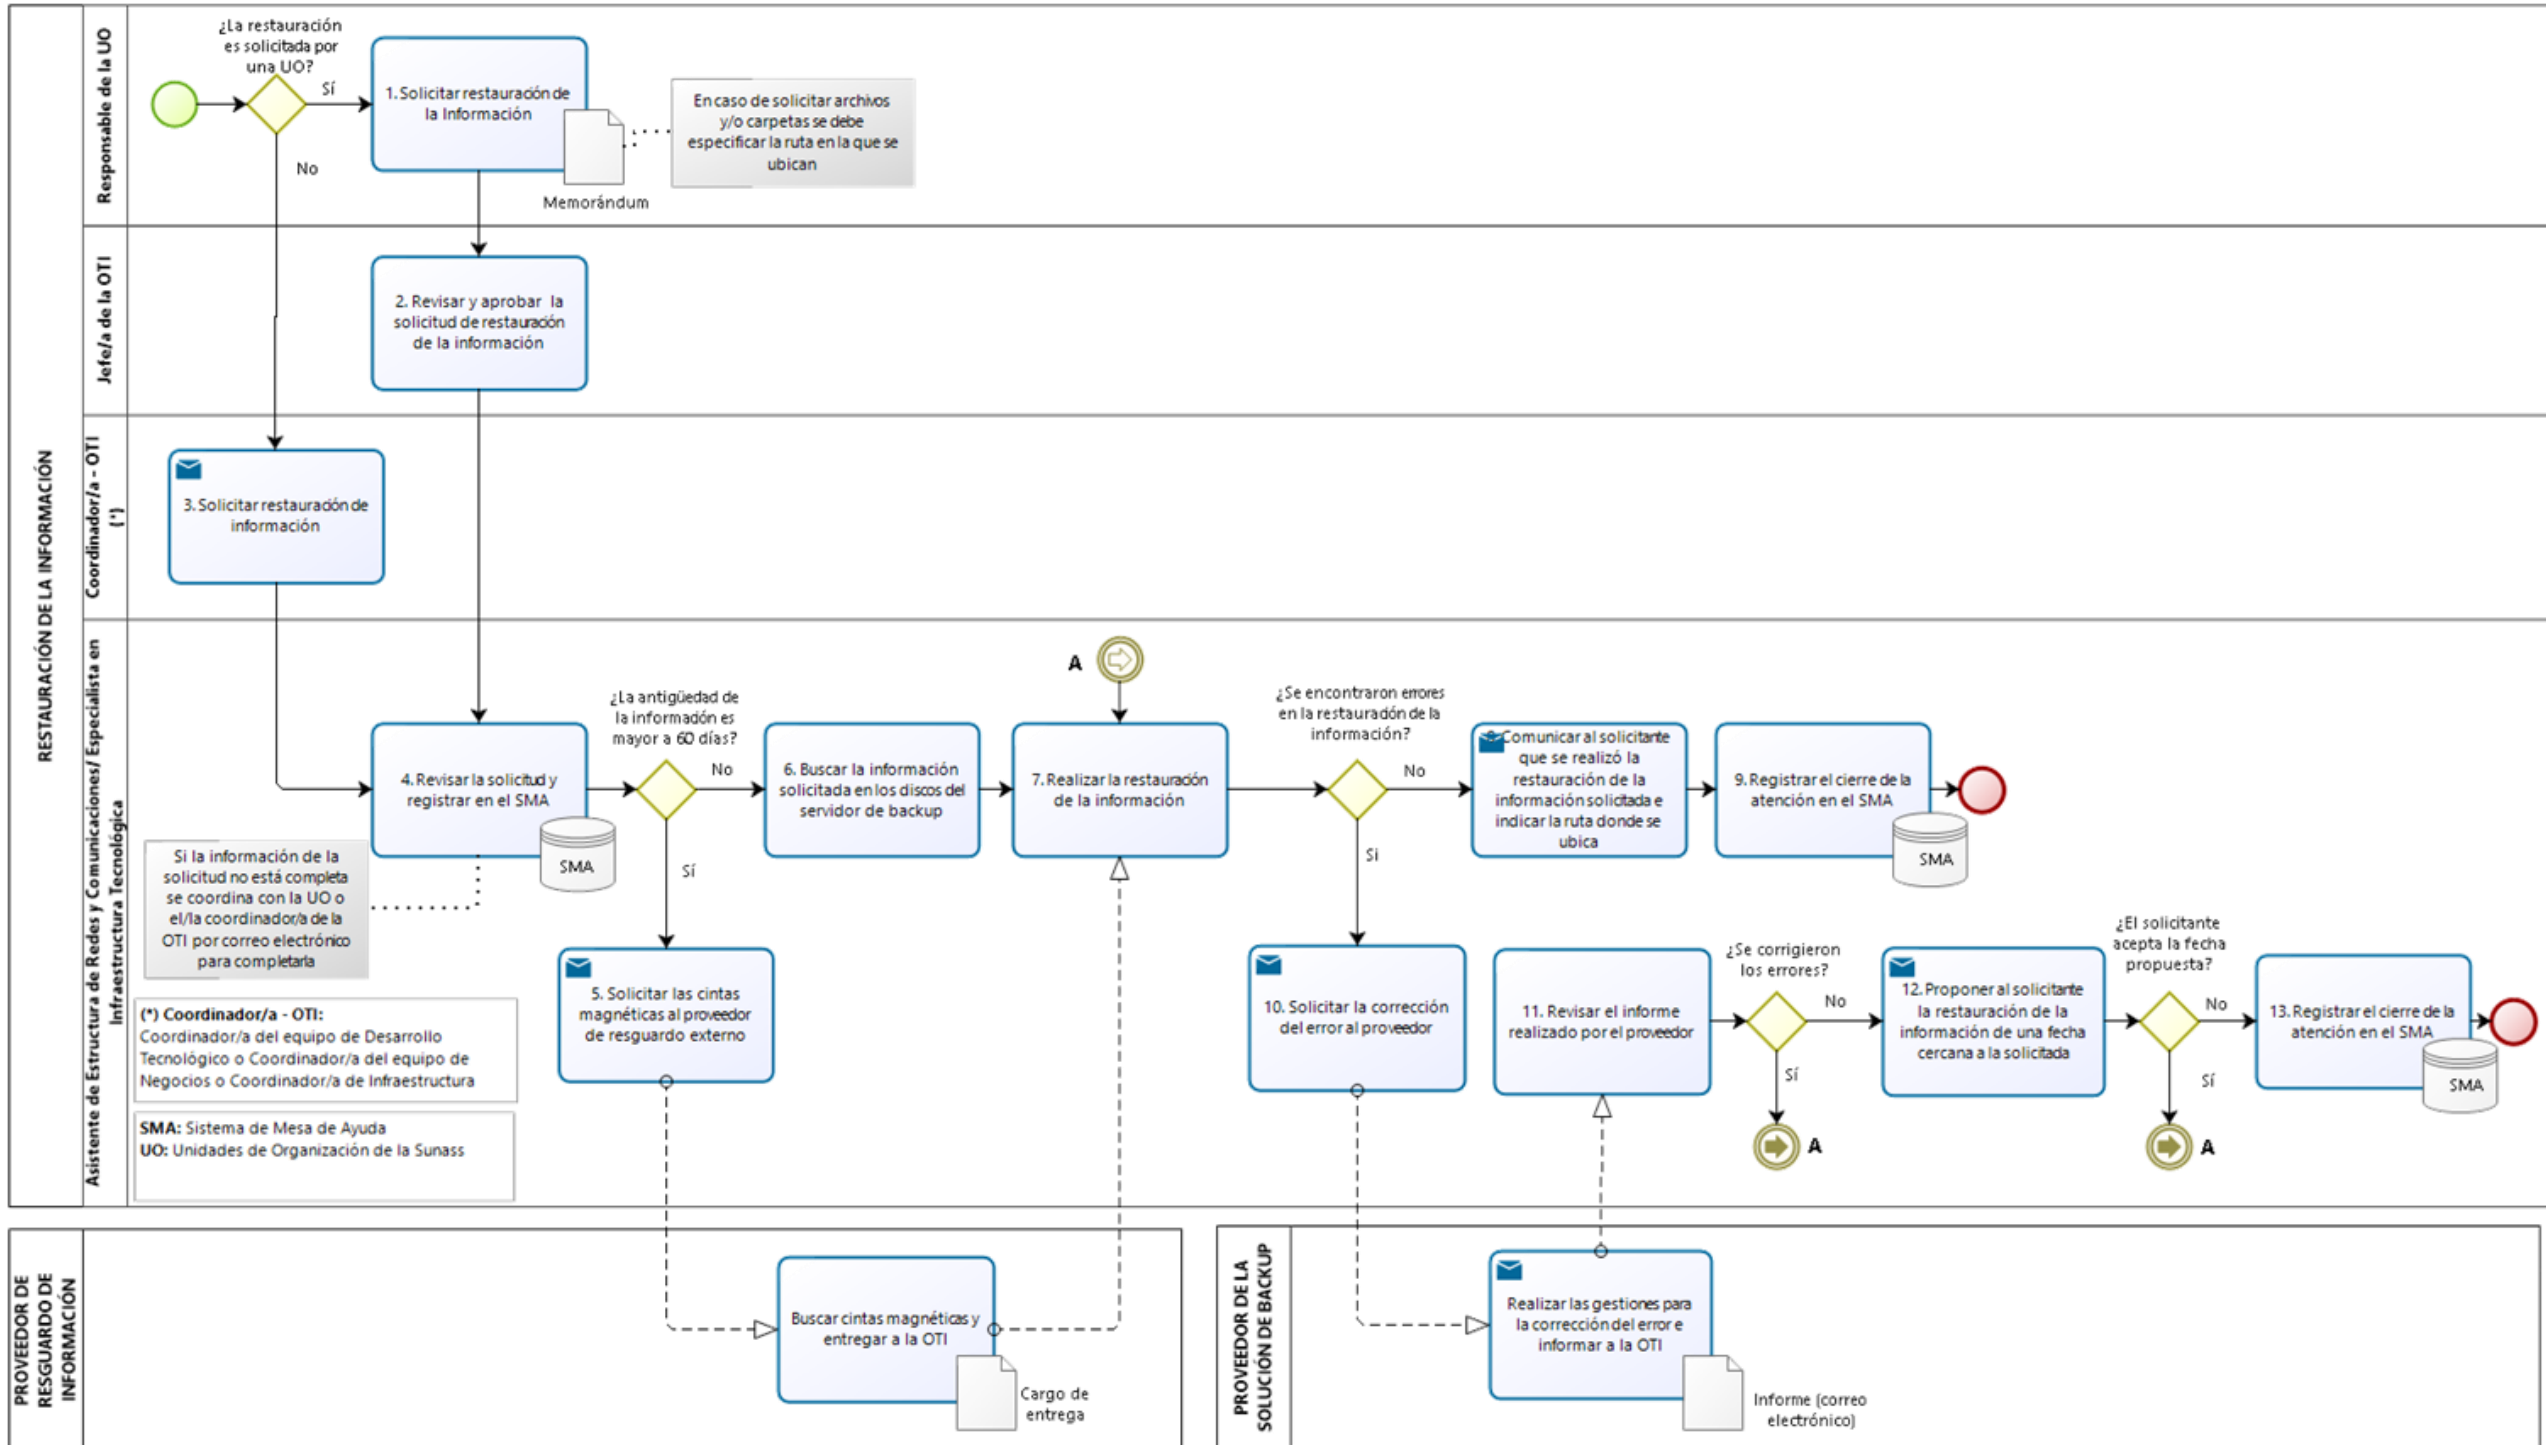 RESTAURACIÓN DE LA INFORMACIÓN
Responsable de la UO
¿La restauración
es solicitada por
una UO?
Sí
No
1. Solicitar restauración de
la Información
Memorándum
En caso de solicitar archivos
y/o carpetas se debe
especificar la ruta en la que se
ubican
Jefe/a de la OTI
2. Revisar y aprobar la
solicitud de restauración
de la información
Coordinador/a - OTI
(*)
3. Solicitar restauración de
información
Asistente de Estructura de Redes y Comunicaciones/ Especialista en
Infraestructura Tecnológica
4. Revisar la solicitud y
registrar en el SMA
SMA
Si la información de la
solicitud no está completa
se coordina con la UO o
el/la coordinador/a de la
OTI por correo electrónico
para completarla
(*) Coordinador/a - OTI:
Coordinador/a del equipo de Desarrollo
Tecnológico o Coordinador/a del equipo de
Negocios o Coordinador/a de Infraestructura
SMA: Sistema de Mesa de Ayuda
UO: Unidades de Organización de la Sunass
¿La antigüedad de
la información es
mayor a 60 días?
No
Sí
5. Solicitar las cintas
magnéticas al proveedor
de resguardo externo
6. Buscar la información
solicitada en los discos del
servidor de backup
A
7. Realizar la restauración
de la información
¿Se encontraron errores
en la restauración de la
información?
No
Si
Comunicar al solicitante
que se realizó la
restauración de la
información solicitada e
indicar la ruta donde se
ubica
9. Registrar el cierre de la
atención en el SMA
SMA
10. Solicitar la corrección
del error al proveedor
11. Revisar el informe
realizado por el proveedor
¿Se corrigieron
los errores?
No
Sí
A
12. Proponer al solicitante
la restauración de la
información de una fecha
cercana a la solicitada
¿El solicitante
acepta la fecha
propuesta?
No
Sí
A
13. Registrar el cierre de la
atención en el SMA
SMA
PROVEEDOR DE
RESGUARDO DE
INFORMACIÓN
Buscar cintas magnéticas y
entregar a la OTI
Cargo de
entrega
PROVEEDOR DE LA
SOLUCIÓN DE BACKUP
Realizar las gestiones para
la corrección del error e
informar a la OTI
Informe (correo
electrónico)